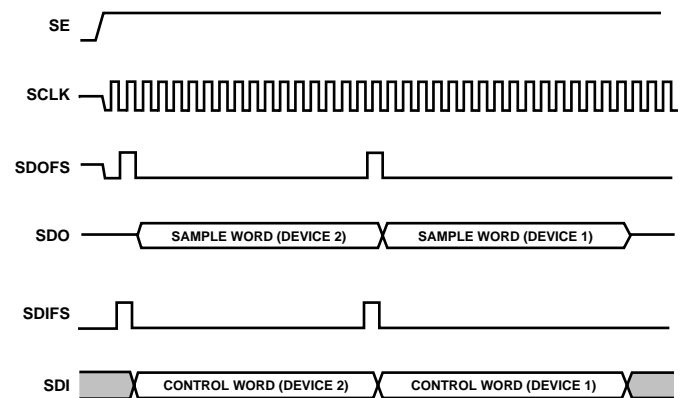 SE
SCLK
SDOFS
SDO
SAMPLE WORD (DEVICE 2) SAMPLE WORD (DEVICE 1)
SDIFS
SDI
CONTROL WORD (DEVICE 2) CONTROL WORD (DEVICE 1)